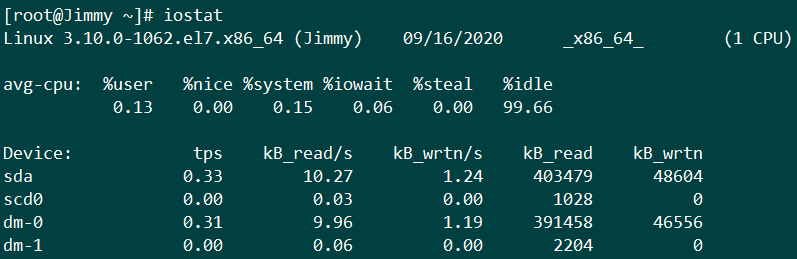 [root@Jimmy ~]# iostat
Linux 3.10.0-1062.el7.x86_64 (Jimmy)    09/16/2020      _x86_64_        (1 CPU)
avg-cpu:  %user   %nice %system %iowait  %steal   %idle
           0.13    0.00    0.15    0.06    0.00   99.66
Device:            tps    kB_read/s    kB_wrtn/s    kB_read    kB_wrtn
sda               0.33        10.27         1.24     403479      48604
scd0              0.00         0.03         0.00       1028          0
dm-0              0.31         9.96         1.19     391458      46556
dm-1              0.00         0.06         0.00       2204          0